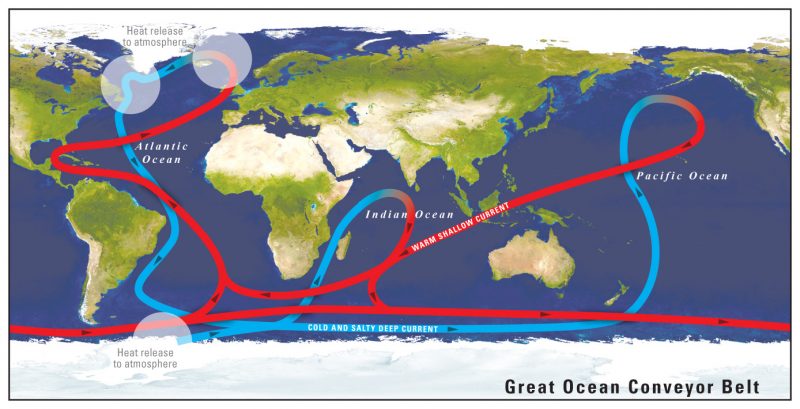 Heat release
to atmosphere
Atlantic
Ocean
Pacific Ocean
Indian Ocean
WARM SHALLOW CURRENT
COLD AND SALTY DEEP CURRENT
Heat release
to atmosphere
Great Ocean Conveyor Belt